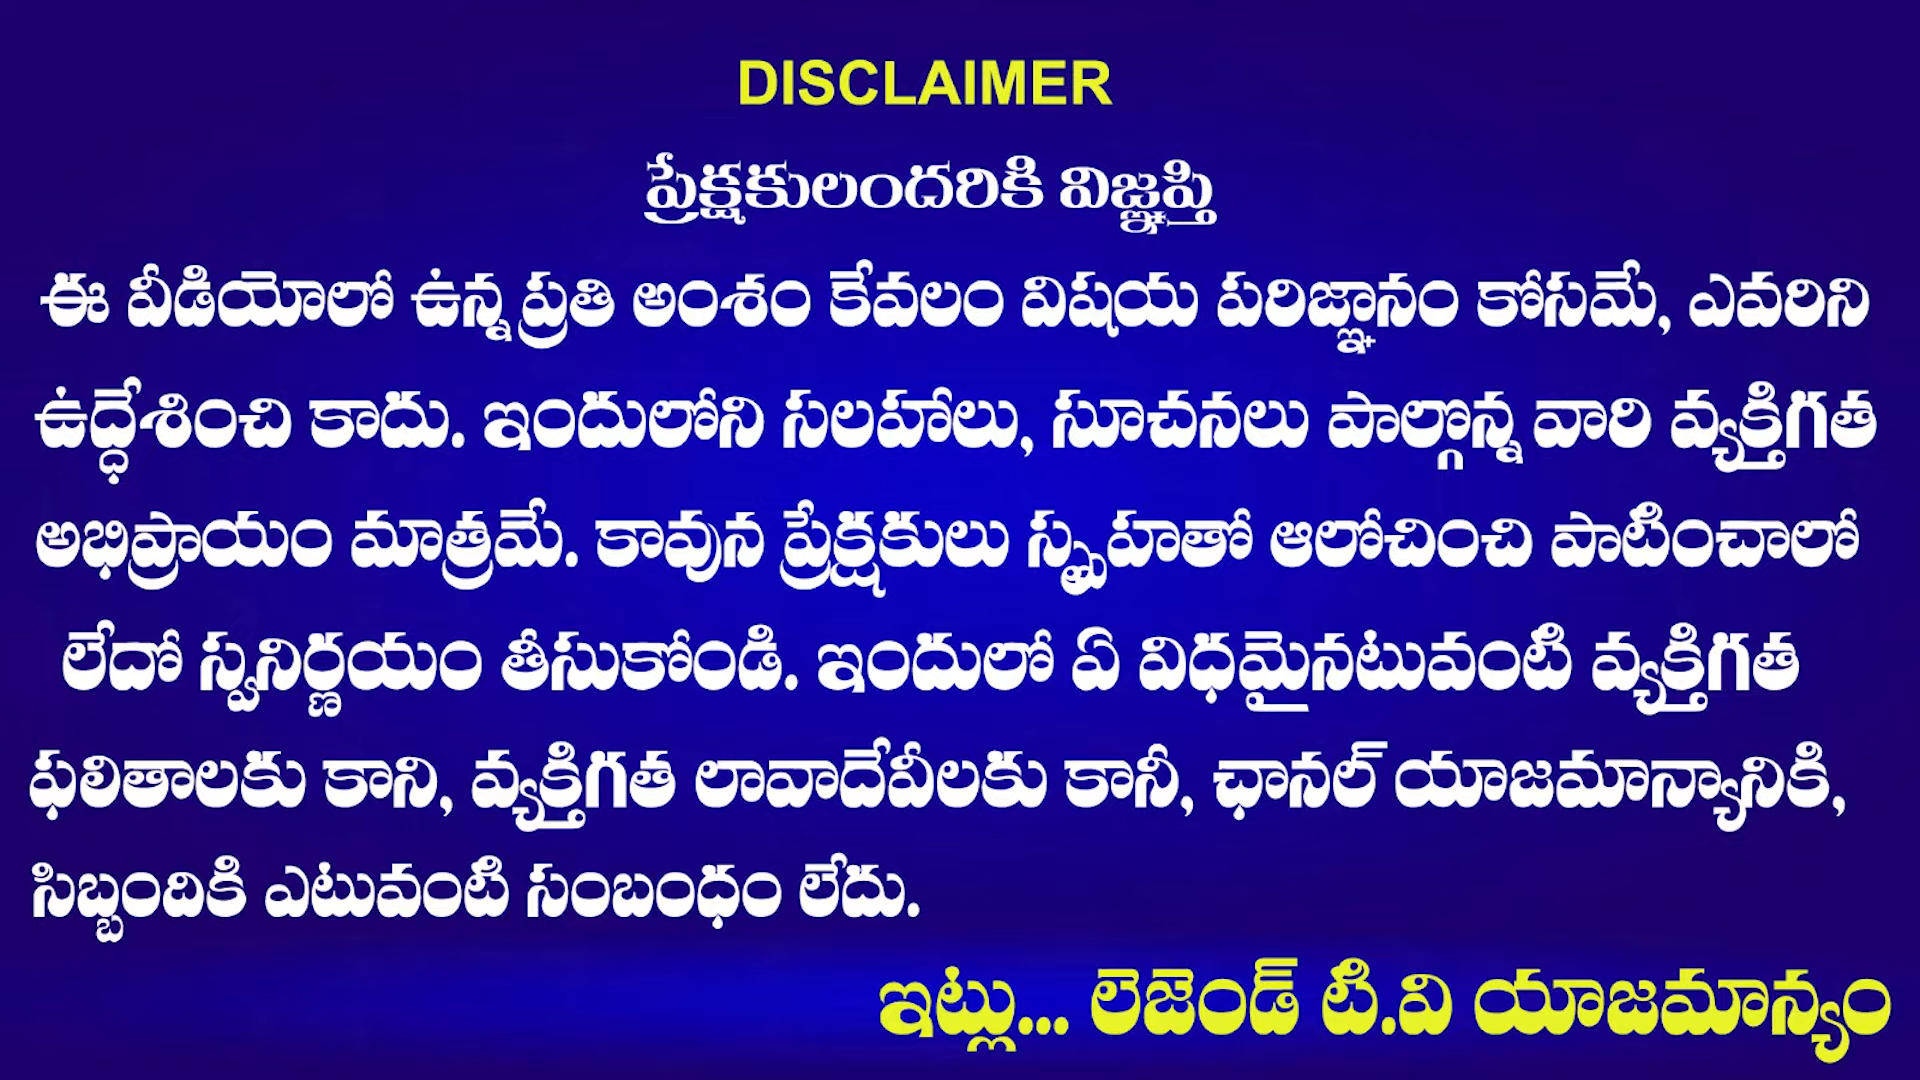 DISCLAIMER
ప్రేక్షకులందరికి విజ్ఞప్తి
ఈ వీడియోలో ఉన్న ప్రతి అంశం కేవలం విషయ పరిజ్ఞానం కోసమే, ఎవరిని
ఉద్ధేశించి కాదు. ఇందులోని సలహాలు, సూచనలు పాల్గొన్న వారి వ్యక్తిగత
అభిప్రాయం మాత్రమే. కావున ప్రేక్షకులు స్పృహతో ఆలోచించి పాటించాలో
లేదో స్వనిర్ణయం తీసుకోండి. ఇందులో ఏ విధమైనటువంటి వ్యక్తిగత
ఫలితాలకు కాని, వ్యక్తిగత లావాదేవీలకు కానీ, ఛానల్ యాజమాన్యానికి,
సిబ్బందికి ఎటువంటి సంబంధం లేదు.
ఇట్లు... లెజెండ్ టి.వి యాజమాన్యం